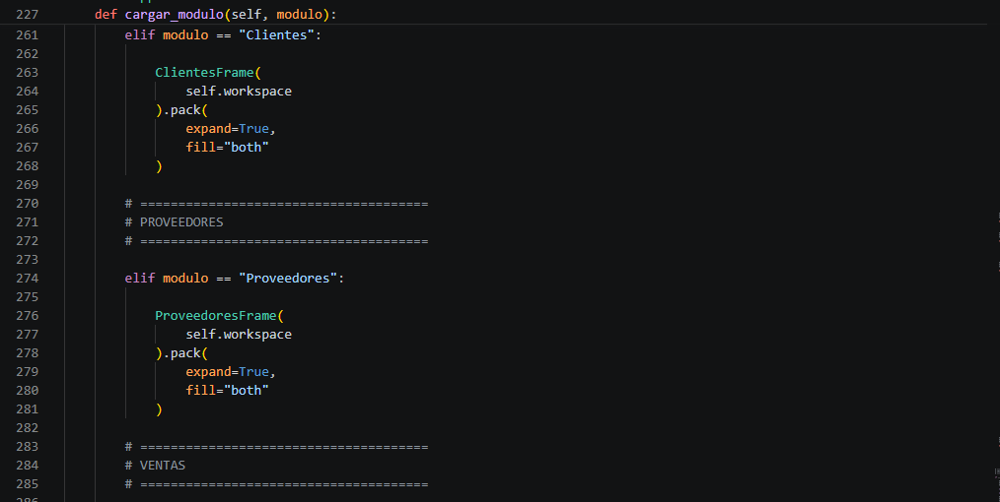 227 def cargar_modulo(self, modulo):
261 elif modulo == "Clientes":
262
263 ClientesFrame(
264 self.workspace
265 ).pack(
266 expand=True,
267 fill="both"
268 )
269
270 # ======================================
271 # PROVEEDORES
272 # ======================================
273
274 elif modulo == "Proveedores":
275
276 ProveedoresFrame(
277 self.workspace
278 ).pack(
279 expand=True,
280 fill="both"
281 )
282
283 # ======================================
284 # VENTAS
285 # ======================================